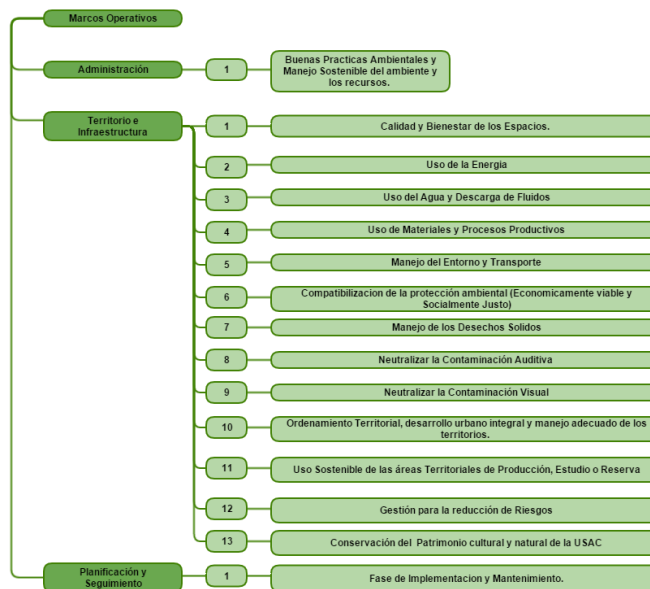 Marcos Operativos
Administración
1
Buenas Practicas Ambientales y
Manejo Sostenible del ambiente y
los recursos.
Territorio e
Infraestructura
1
Calidad y Bienestar de los Espacios.
2
Uso de la Energia
3
Uso del Agua y Descarga de Fluidos
4
Uso de Materiales y Procesos Productivos
5
Manejo del Entorno y Transporte
6
Compatibilizacion de la protección ambiental (Economicamente viable y
Socialmente Justo)
7
Manejo de los Desechos Solidos
8
Neutralizar la Contaminación Auditiva
9
Neutralizar la Contaminación Visual
10
Ordenamiento Territorial, desarrollo urbano integral y manejo adecuado de los
territorios.
11
Uso Sostenible de las áreas Territoriales de Producción, Estudio o Reserva
12
Gestión para la reducción de Riesgos
13
Conservación del Patrimonio cultural y natural de la USAC
Planificación y
Seguimiento
1
Fase de Implementacion y Mantenimiento.